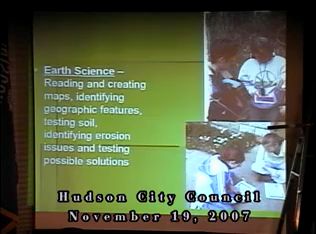 Earth Science –
Reading and creating
maps, identifying
geographic features,
testing soil,
identifying erosion
issues and testing
possible solutions
Hudson City Council
November 19, 2007